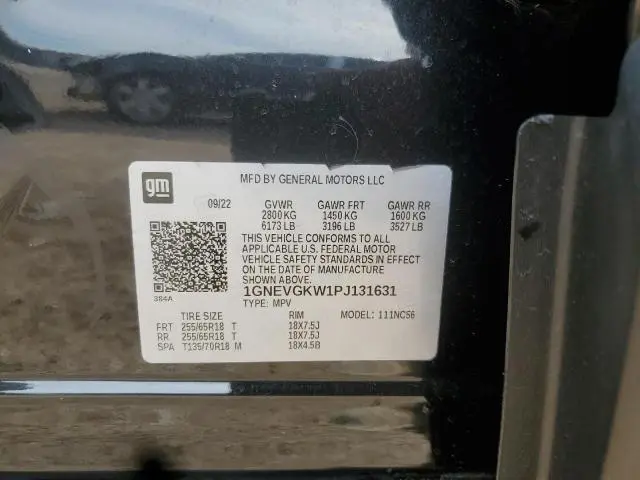 gm
MFD BY GENERAL MOTORS LLC
09/22 GVWR GAWR FRT GAWR RR
2800 KG 1450 KG 1600 KG
6173 LB 3196 LB 3527 LB
THIS VEHICLE CONFORMS TO ALL
APPLICABLE U.S. FEDERAL MOTOR
VEHICLE SAFETY STANDARDS IN EFFECT
ON THE DATE OF MANUFACTURE
SHOWN ABOVE.
384A
1GNEVGKW1PJ131631
TYPE: MPV
TIRE SIZE RIM MODEL: 111NC56
FRT 255/65R18 T 18X7.5J
RR 255/65R18 T 18X7.5J
SPA T135/70R18 M 18X4.5B